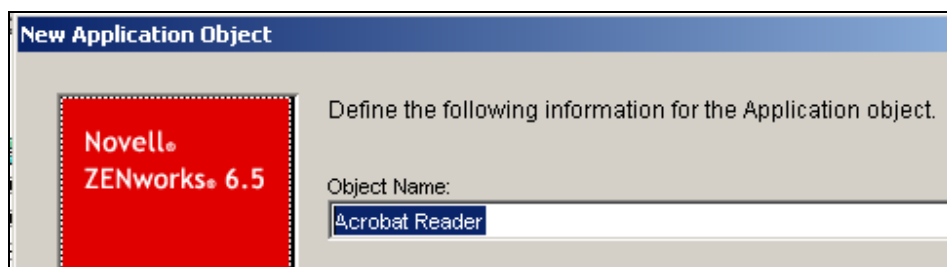 New Application Object
Define the following information for the Application object.
Novell®
ZENworks® 6.5
Object Name:
Acrobat Reader